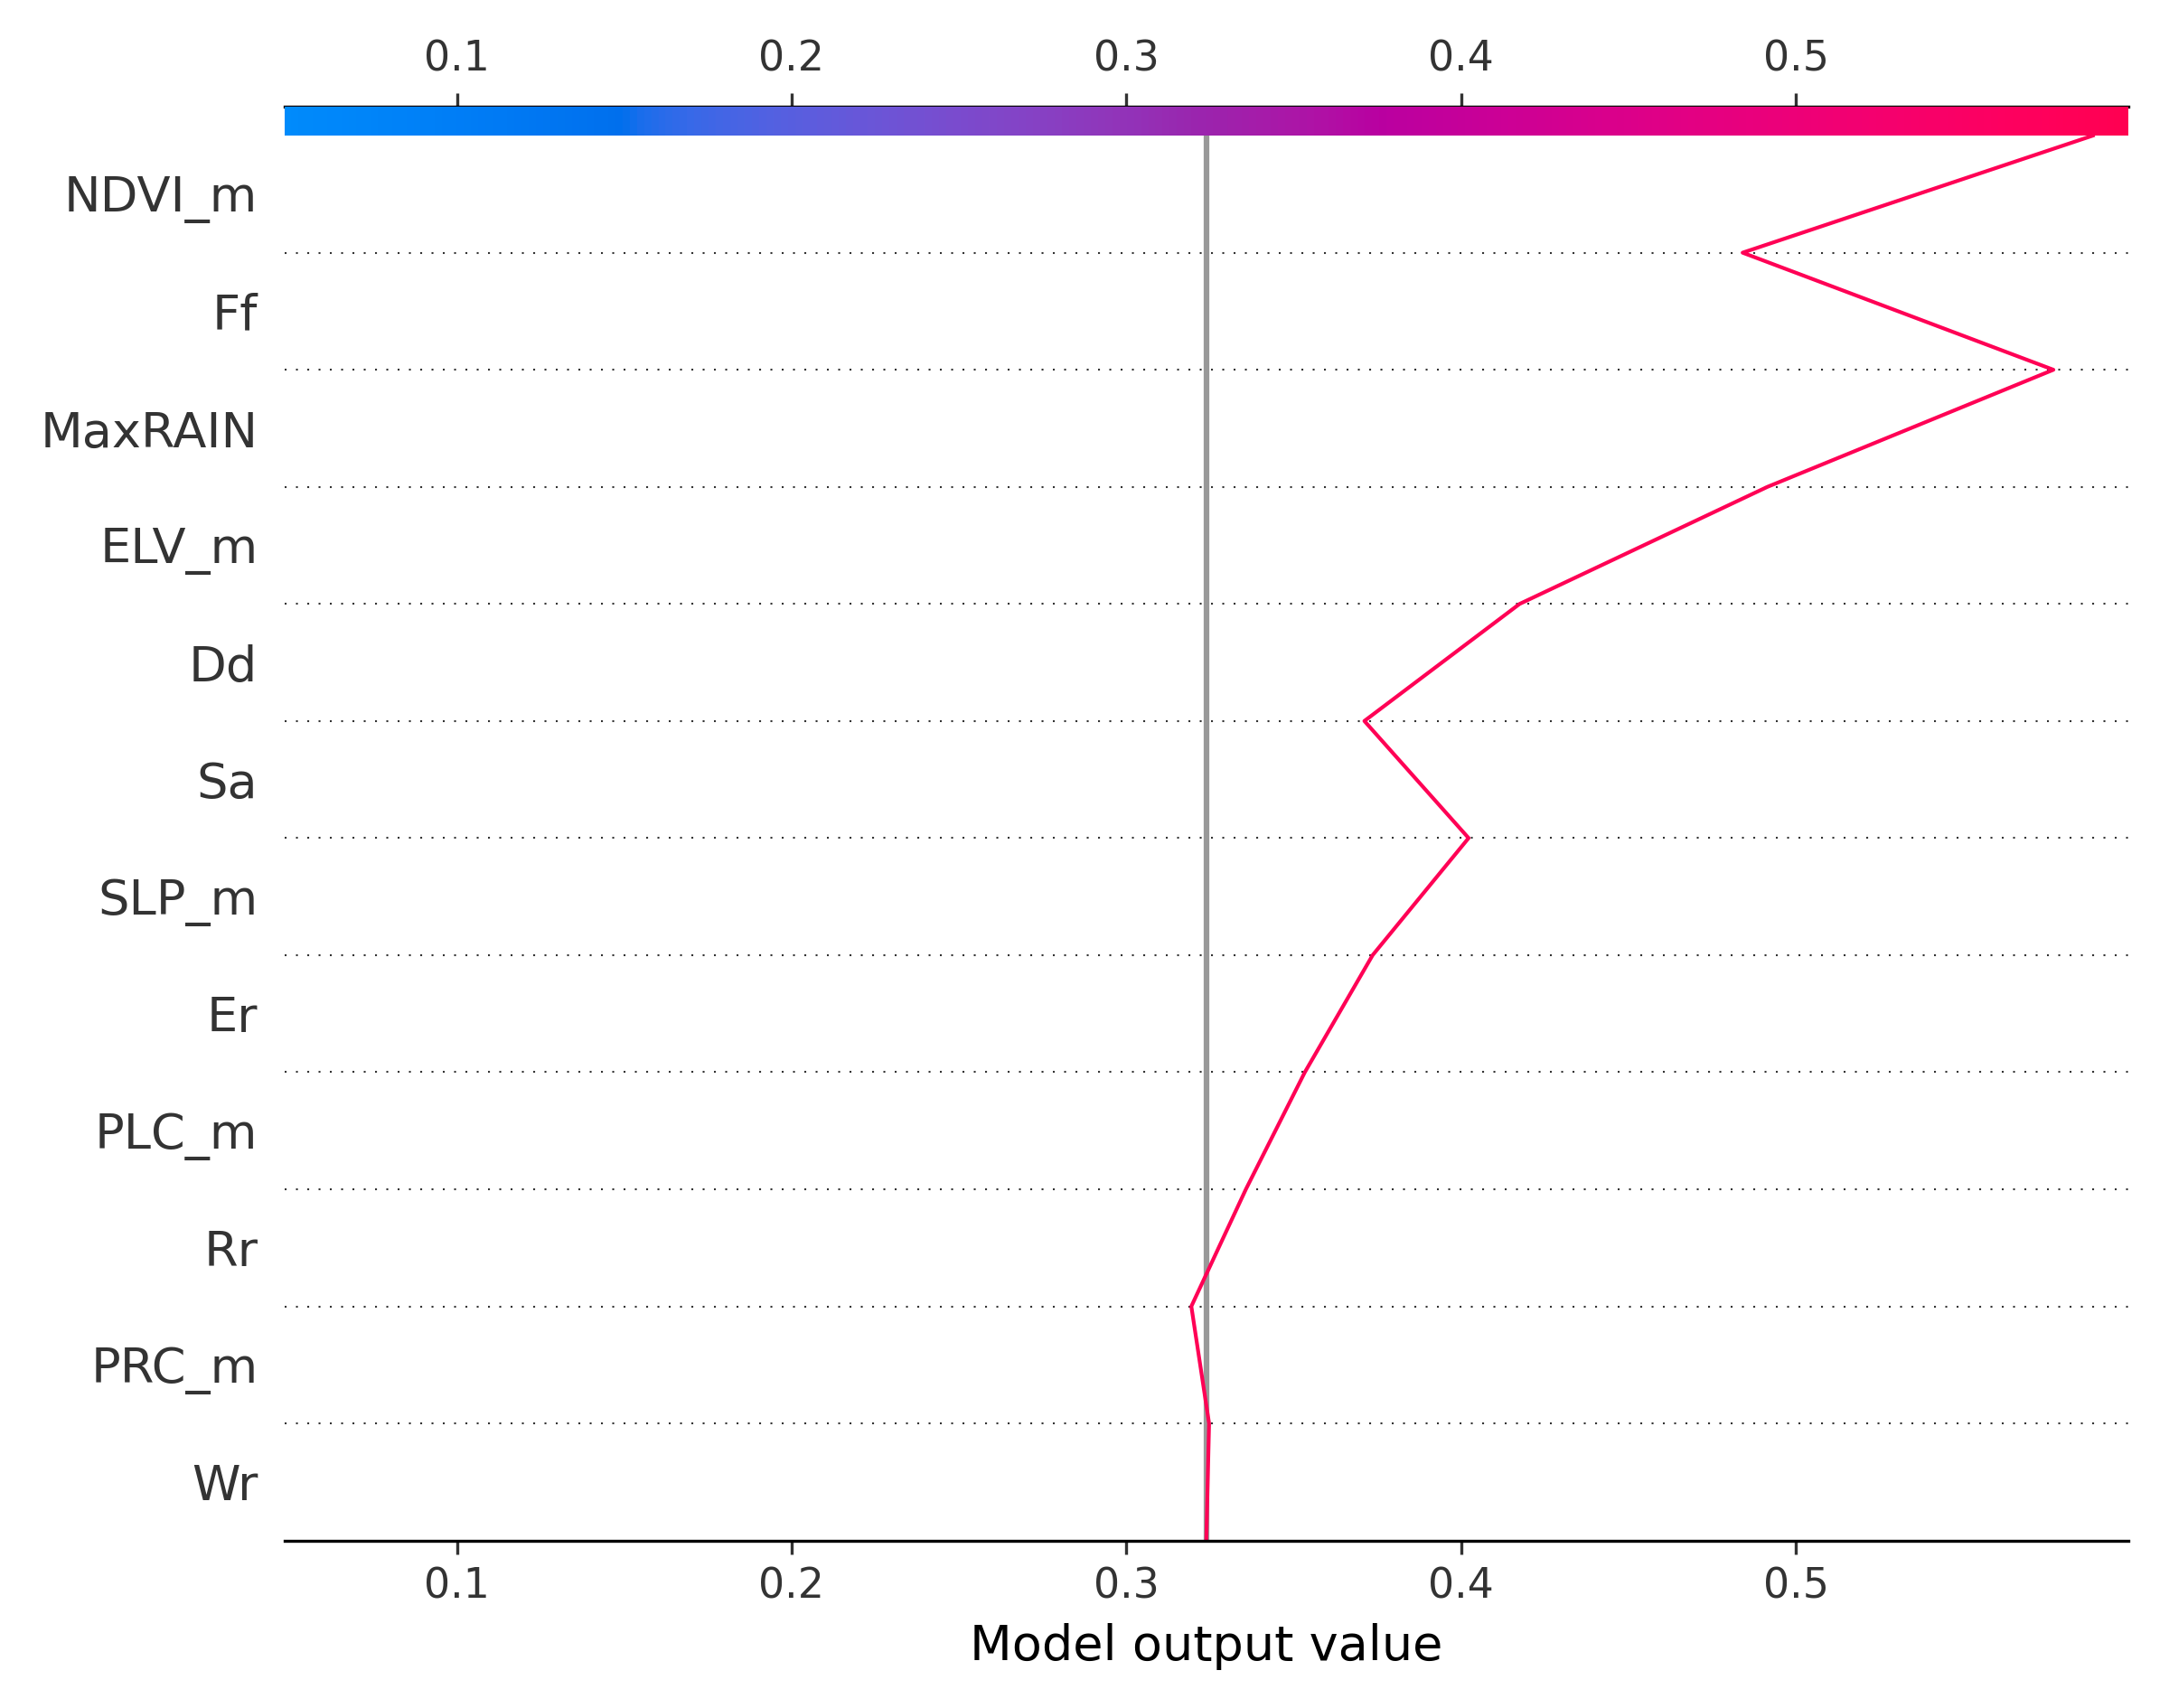 0.1 0.2 0.3 0.4 0.5
NDVI_m
Ff
MaxRAIN
ELV_m
Dd
Sa
SLP_m
Er
PLC_m
Rr
PRC_m
Wr
0.1 0.2 0.3 0.4 0.5
Model output value